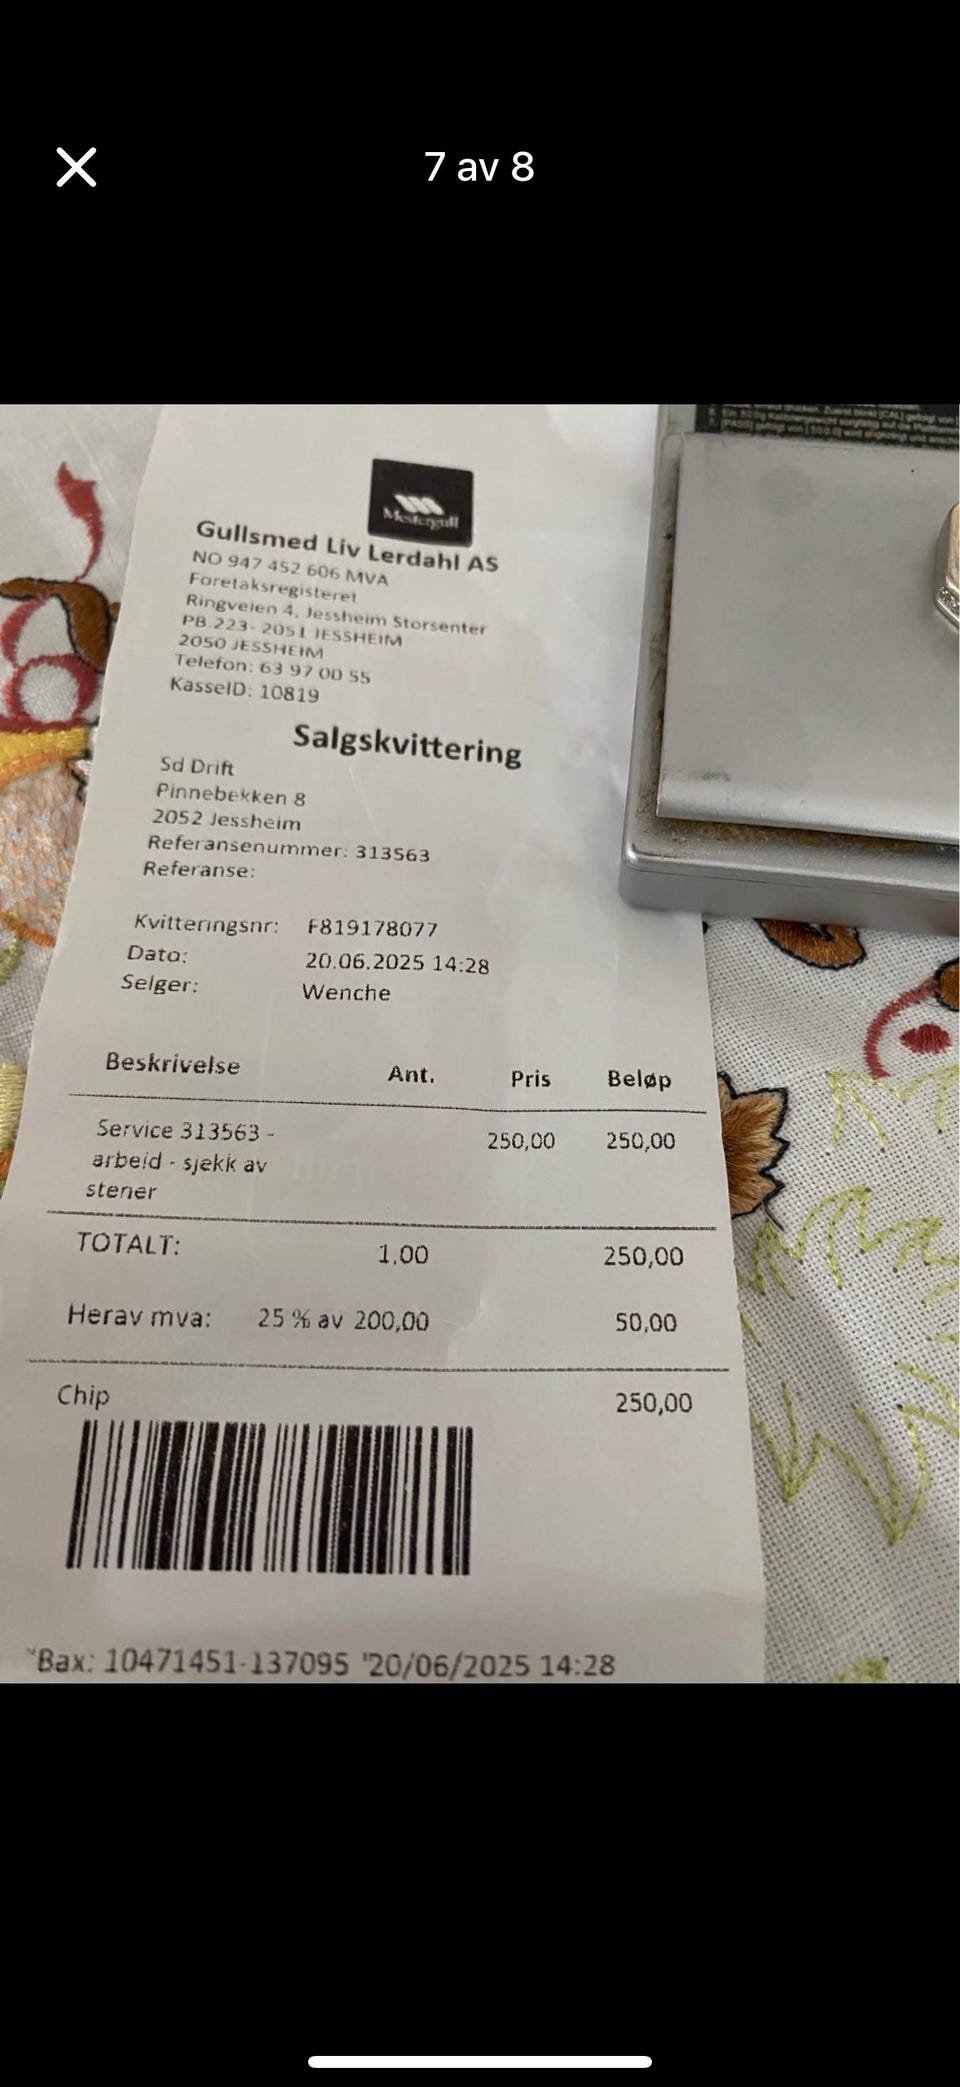 7 av 8
Mestergull
Gullsmed Liv Lerdahl AS
NO 947 452 606 MVA
Foretaksregisteret
Ringveien 4, Jessheim Storsenter
PB.223- 2051 JESSHEIM
2050 JESSHEIM
Telefon: 63 97 00 55
KasseID: 10819
Salgskvittering
Sd Drift
Pinnebekken 8
2052 Jessheim
Referansenummer: 313563
Referanse:
Kvitteringsnr: F819178077
Dato: 20.06.2025 14:28
Selger: Wenche
Beskrivelse Ant. Pris Beløp
Service 313563 - 250,00 250,00
arbeid - sjekk av
stener
TOTALT: 1,00 250,00
Herav mva: 25 % av 200,00 50,00
Chip 250,00
"Bax: 10471451-137095 '20/06/2025 14:28